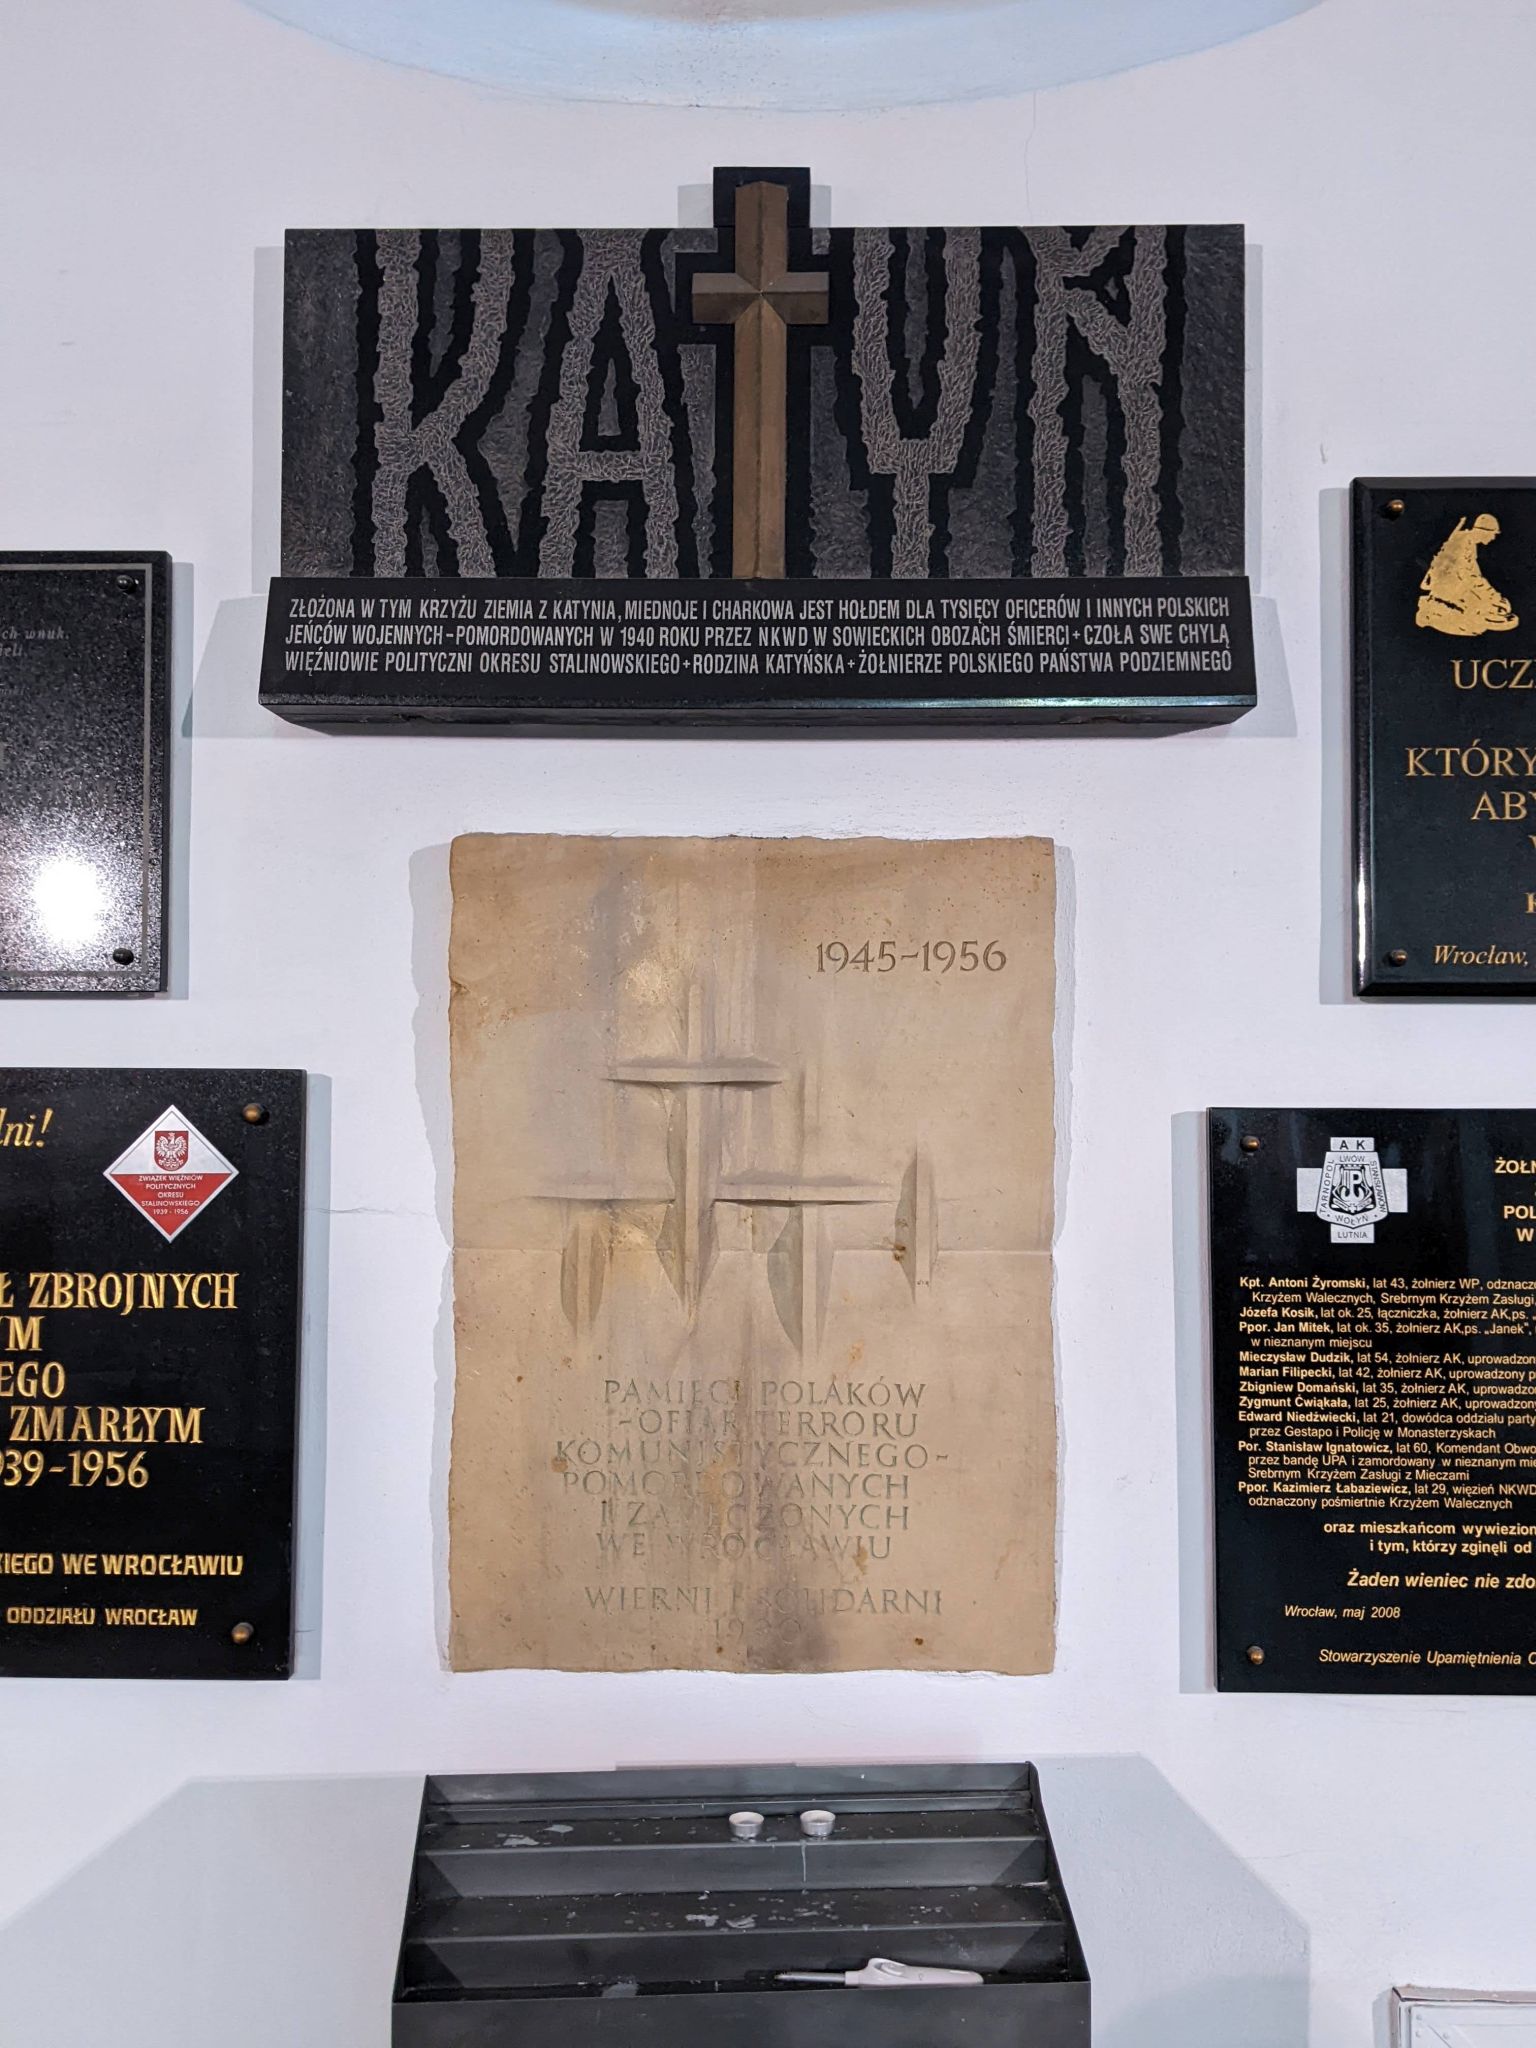 KATYŃ
ZŁOŻONA W TYM KRZYŻU ZIEMIA Z KATYNIA, MIEDNOJE I CHARKOWA JEST HOŁDEM DLA TYSIĘCY OFICERÓW I INNYCH POLSKICH
JEŃCÓW WOJENNYCH – POMORDOWANYCH W 1940 ROKU PRZEZ NKWD W SOWIECKICH OBOZACH ŚMIERCI + CZOŁA SWE CHYLĄ
WIĘŹNIOWIE POLITYCZNI OKRESU STALINOWSKIEGO + RODZINA KATYŃSKA + ŻOŁNIERZE POLSKIEGO PAŃSTWA PODZIEMNEGO
wnuk.
1945-1956
PAMIĘCI POLAKÓW
- OFIAR TERRORU
KOMUNISTYCZNEGO -
POMORDOWANYCH
I ZAMĘCZONYCH
WE WROCŁAWIU
WIERNI I SOLIDARNI
ZWIĄZEK WIĘŹNIÓW
POLITYCZNYCH
OKRESU
STALINOWSKIEGO
1939 - 1956
ZBROJNYCH
ZMARŁYM
39-1956
WE WROCŁAWIU
ODDZIAŁU WROCŁAW
UCZ
KTÓRY
ABY
Wrocław,
AK
LWÓW
TARNOPOL
STANISŁAWÓW
WOŁYŃ
LUTNIA
ŻOŁN
POL
W
Kpt. Antoni Żyromski, lat 43, żołnierz WP, odznaczo
Krzyżem Walecznych, Srebrnym Krzyżem Zasługi,
Józefa Kosik, lat ok. 25, łączniczka, żołnierz AK,ps. „
Ppor. Jan Mitek, lat ok. 35, żołnierz AK,ps. „Janek",
w nieznanym miejscu
Mieczysław Dudzik, lat 54, żołnierz AK, uprowadzon
Marian Filipecki, lat 42, żołnierz AK, uprowadzony p
Zbigniew Domański, lat 35, żołnierz AK, uprowadzon
Zygmunt Ćwiąkała, lat 25, żołnierz AK, uprowadzony
Edward Niedźwiecki, lat 21, dowódca oddziału party
przez Gestapo i Policję w Monasterzyskach
Por. Stanisław Ignatowicz, lat 60, Komendant Obwo
przez bandę UPA i zamordowany w nieznanym mie
Srebrnym Krzyżem Zasługi z Mieczami
Ppor. Kazimierz Łabaziewicz, lat 29, więzień NKWD
odznaczony pośmiertnie Krzyżem Walecznych
oraz mieszkańcom wywiezion
i tym, którzy zginęli od
Żaden wieniec nie zdo
Wrocław, maj 2008
Stowarzyszenie Upamiętnienia O